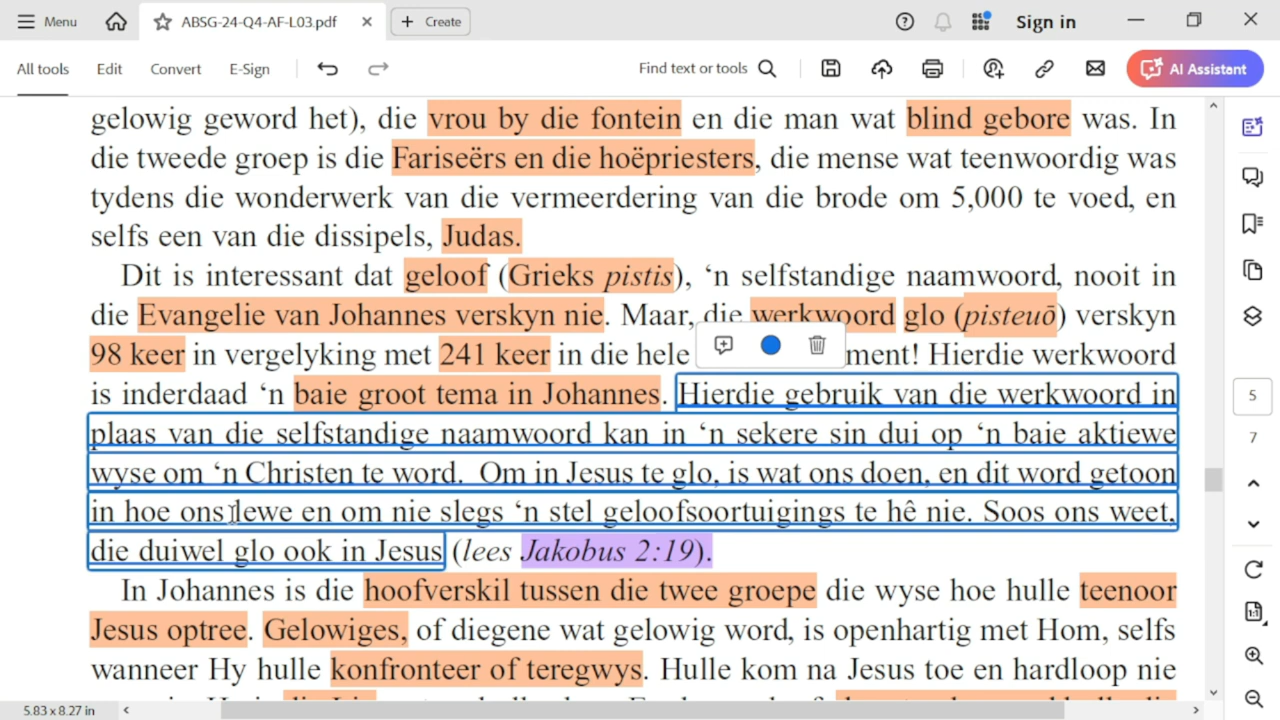 Menu
ABSG-24-Q4-AF-L03.pdf
Create
Sign in
All tools
Edit
Convert
E-Sign
Find text or tools
AI Assistant
gelowig geword het), die vrou by die fontein en die man wat blind gebore was. In
die tweede groep is die Fariseërs en die hoëpriesters, die mense wat teenwoordig was
tydens die wonderwerk van die vermeerdering van die brode om 5,000 te voed, en
selfs een van die dissipels, Judas.
Dit is interessant dat geloof (Grieks pistis), ‘n selfstandige naamwoord, nooit in
die Evangelie van Johannes verskyn nie. Maar, die werkwoord glo (pisteuō) verskyn
98 keer in vergelyking met 241 keer in die hele ment! Hierdie werkwoord
is inderdaad ‘n baie groot tema in Johannes. Hierdie gebruik van die werkwoord in
plaas van die selfstandige naamwoord kan in ‘n sekere sin dui op ‘n baie aktiewe
wyse om ‘n Christen te word. Om in Jesus te glo, is wat ons doen, en dit word getoon
in hoe ons lewe en om nie slegs ‘n stel geloofsoortuigings te hê nie. Soos ons weet,
die duiwel glo ook in Jesus (lees Jakobus 2:19).
In Johannes is die hoofverskil tussen die twee groepe die wyse hoe hulle teenoor
Jesus optree. Gelowiges, of diegene wat gelowig word, is openhartig met Hom, selfs
wanneer Hy hulle konfronteer of teregwys. Hulle kom na Jesus toe en hardloop nie
5
7
1:1
5.83 x 8.27 in